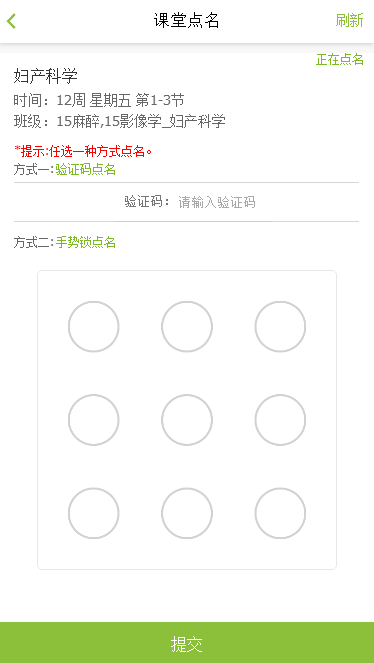 课堂点名
刷新
正在点名
妇产科学
时间：12周 星期五 第1-3节
班级：15麻醉,15影像学_妇产科学
*提示:任选一种方式点名。
方式一:验证码点名
验证码： 请输入验证码
方式二:手势锁点名
提交